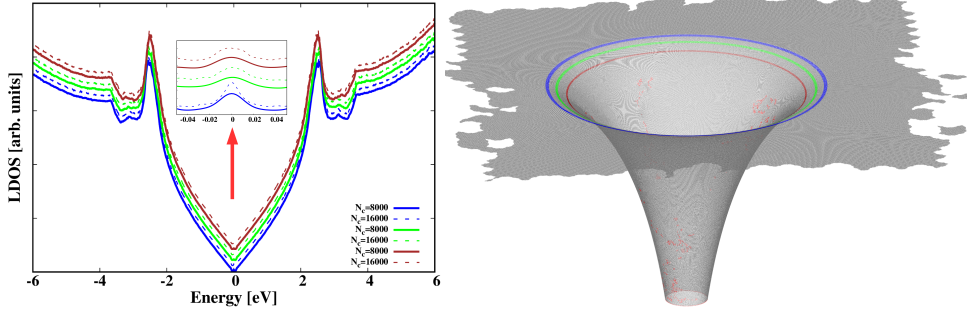 LDOS [arb. units]
-0.04 -0.02 0 0.02 0.04
N_c=8000
N_c=16000
N_c=8000
N_c=16000
N_c=8000
N_c=16000
-6 -4 -2 0 2 4 6
Energy [eV]